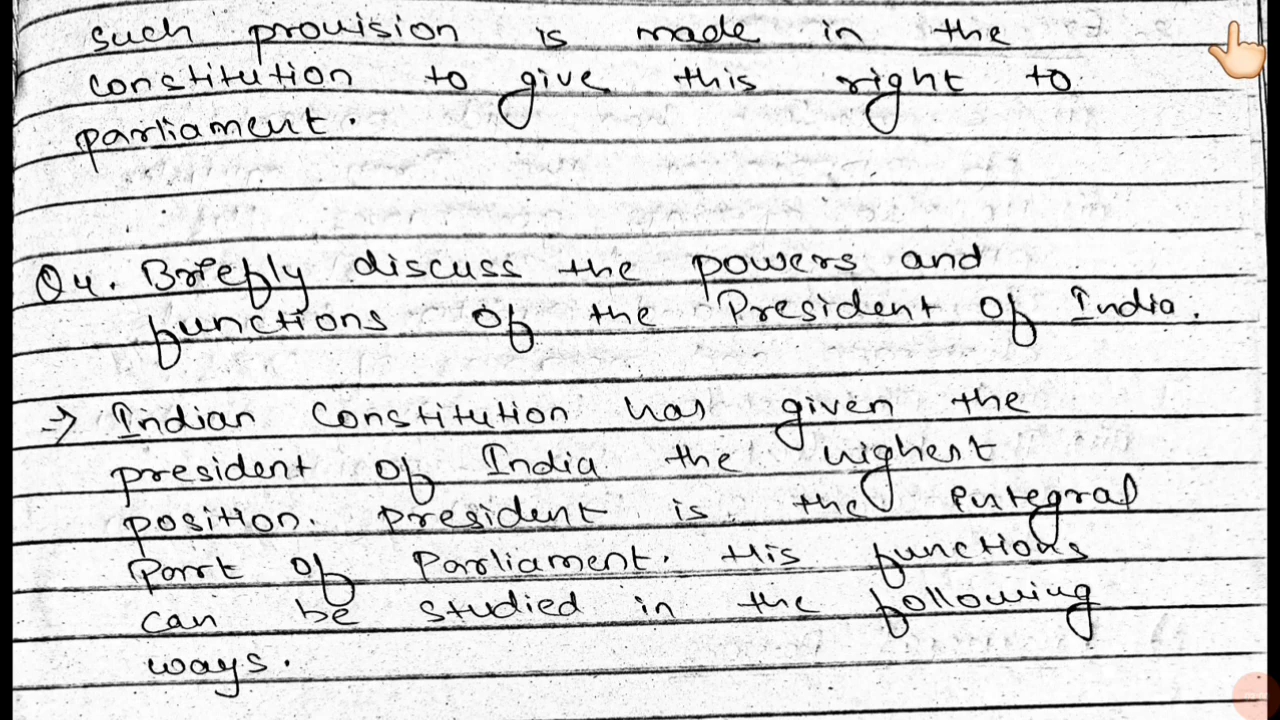 such provision is made in the
constitution to give this right to
parliament.
Q4. Briefly discuss the powers and
functions of the President of India.
→ Indian Constitution has given the
president of India the highest
position. president is the integral
Part of Parliament. His functions
can be studied in the following
ways.